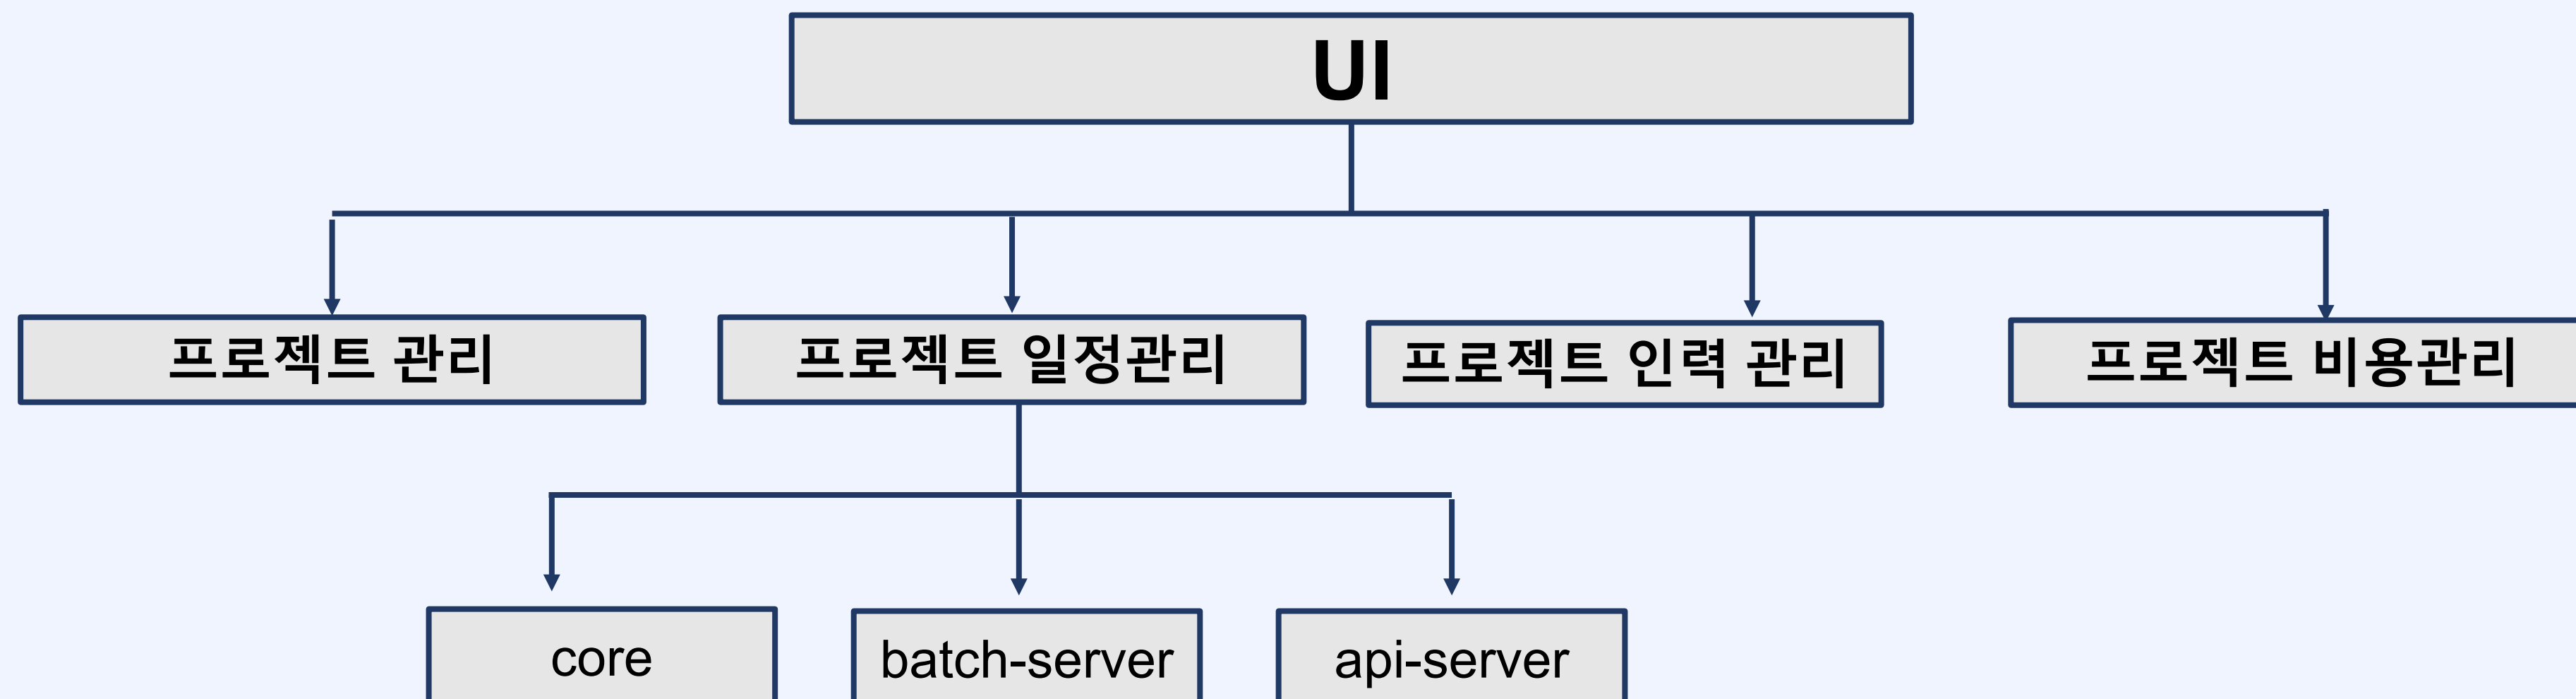 UI
프로젝트 관리
프로젝트 일정관리
프로젝트 인력 관리
프로젝트 비용관리
core
batch-server
api-server